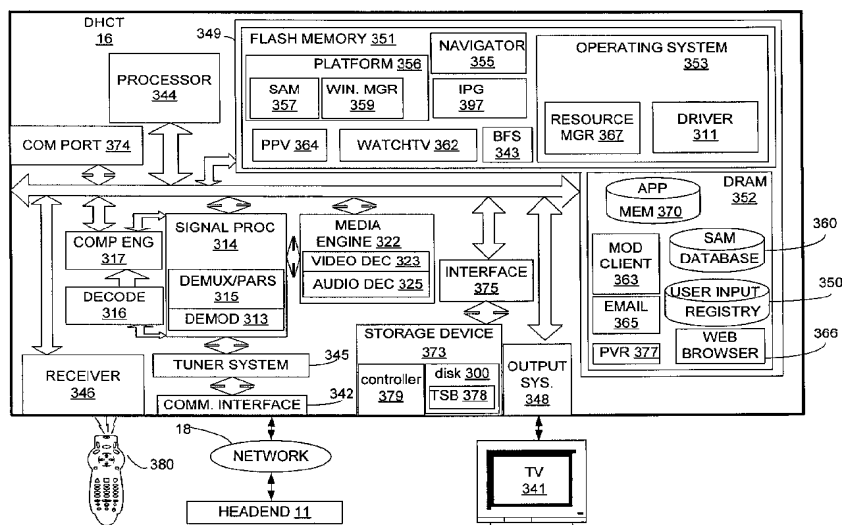 DHCT
16
PROCESSOR
344
COM PORT 374
349
FLASH MEMORY 351
PLATFORM 356
SAM
357
WIN. MGR
359
NAVIGATOR
355
IPG
397
PPV 364
WATCHTV 362
BFS
343
OPERATING SYSTEM
353
RESOURCE
MGR 367
DRIVER
311
DRAM
352
APP
MEM 370
MOD
CLIENT
363
SAM
DATABASE
360
EMAIL
365
USER INPUT
REGISTRY
350
PVR 377
WEB
BROWSER
366
COMP ENG
317
DECODE
316
SIGNAL PROC
314
DEMUX/PARS
315
DEMOD 313
MEDIA
ENGINE 322
VIDEO DEC 323
AUDIO DEC 325
INTERFACE
375
TUNER SYSTEM
345
STORAGE DEVICE
373
controller
379
disk 300
TSB 378
OUTPUT
SYS.
348
RECEIVER
346
COMM. INTERFACE
342
380
18
NETWORK
HEADEND 11
TV
341